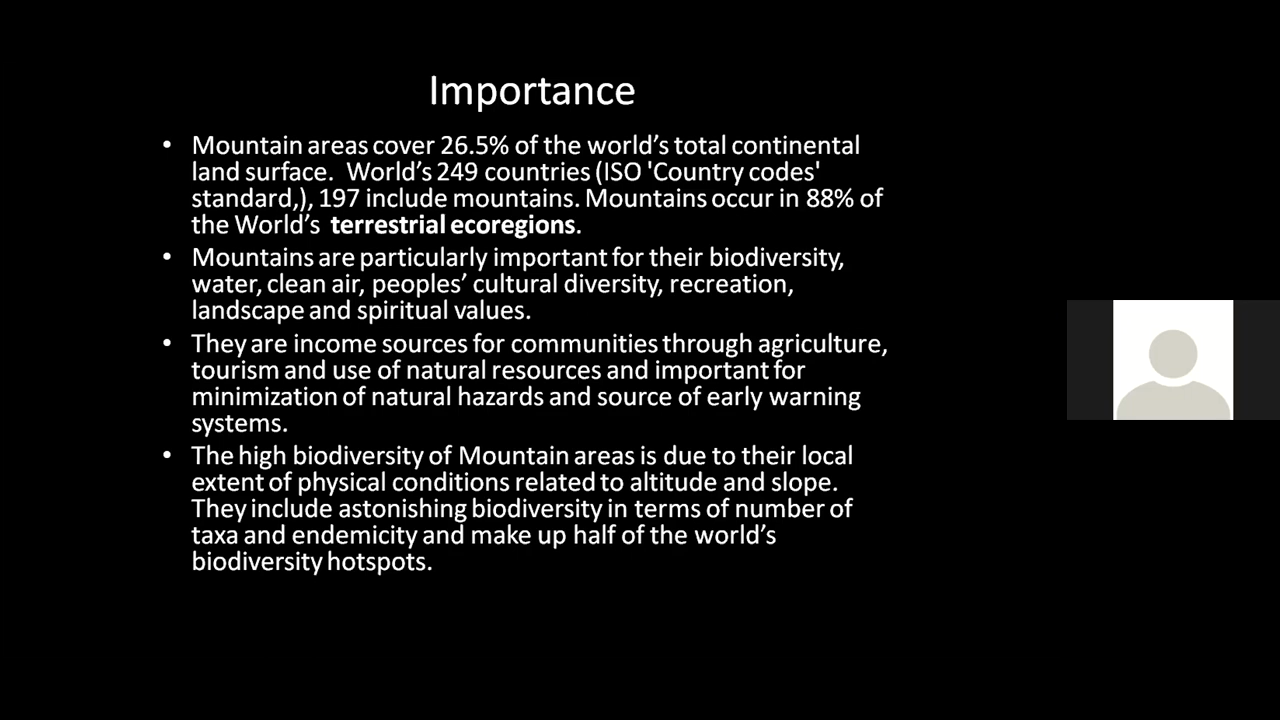 Importance
• Mountain areas cover 26.5% of the world’s total continental
land surface.  World’s 249 countries (ISO 'Country codes'
standard,), 197 include mountains. Mountains occur in 88% of
the World’s  terrestrial ecoregions.
• Mountains are particularly important for their biodiversity,
water, clean air, peoples’ cultural diversity, recreation,
landscape and spiritual values.
• They are income sources for communities through agriculture,
tourism and use of natural resources and important for
minimization of natural hazards and source of early warning
systems.
• The high biodiversity of Mountain areas is due to their local
extent of physical conditions related to altitude and slope.
They include astonishing biodiversity in terms of number of
taxa and endemicity and make up half of the world’s
biodiversity hotspots.